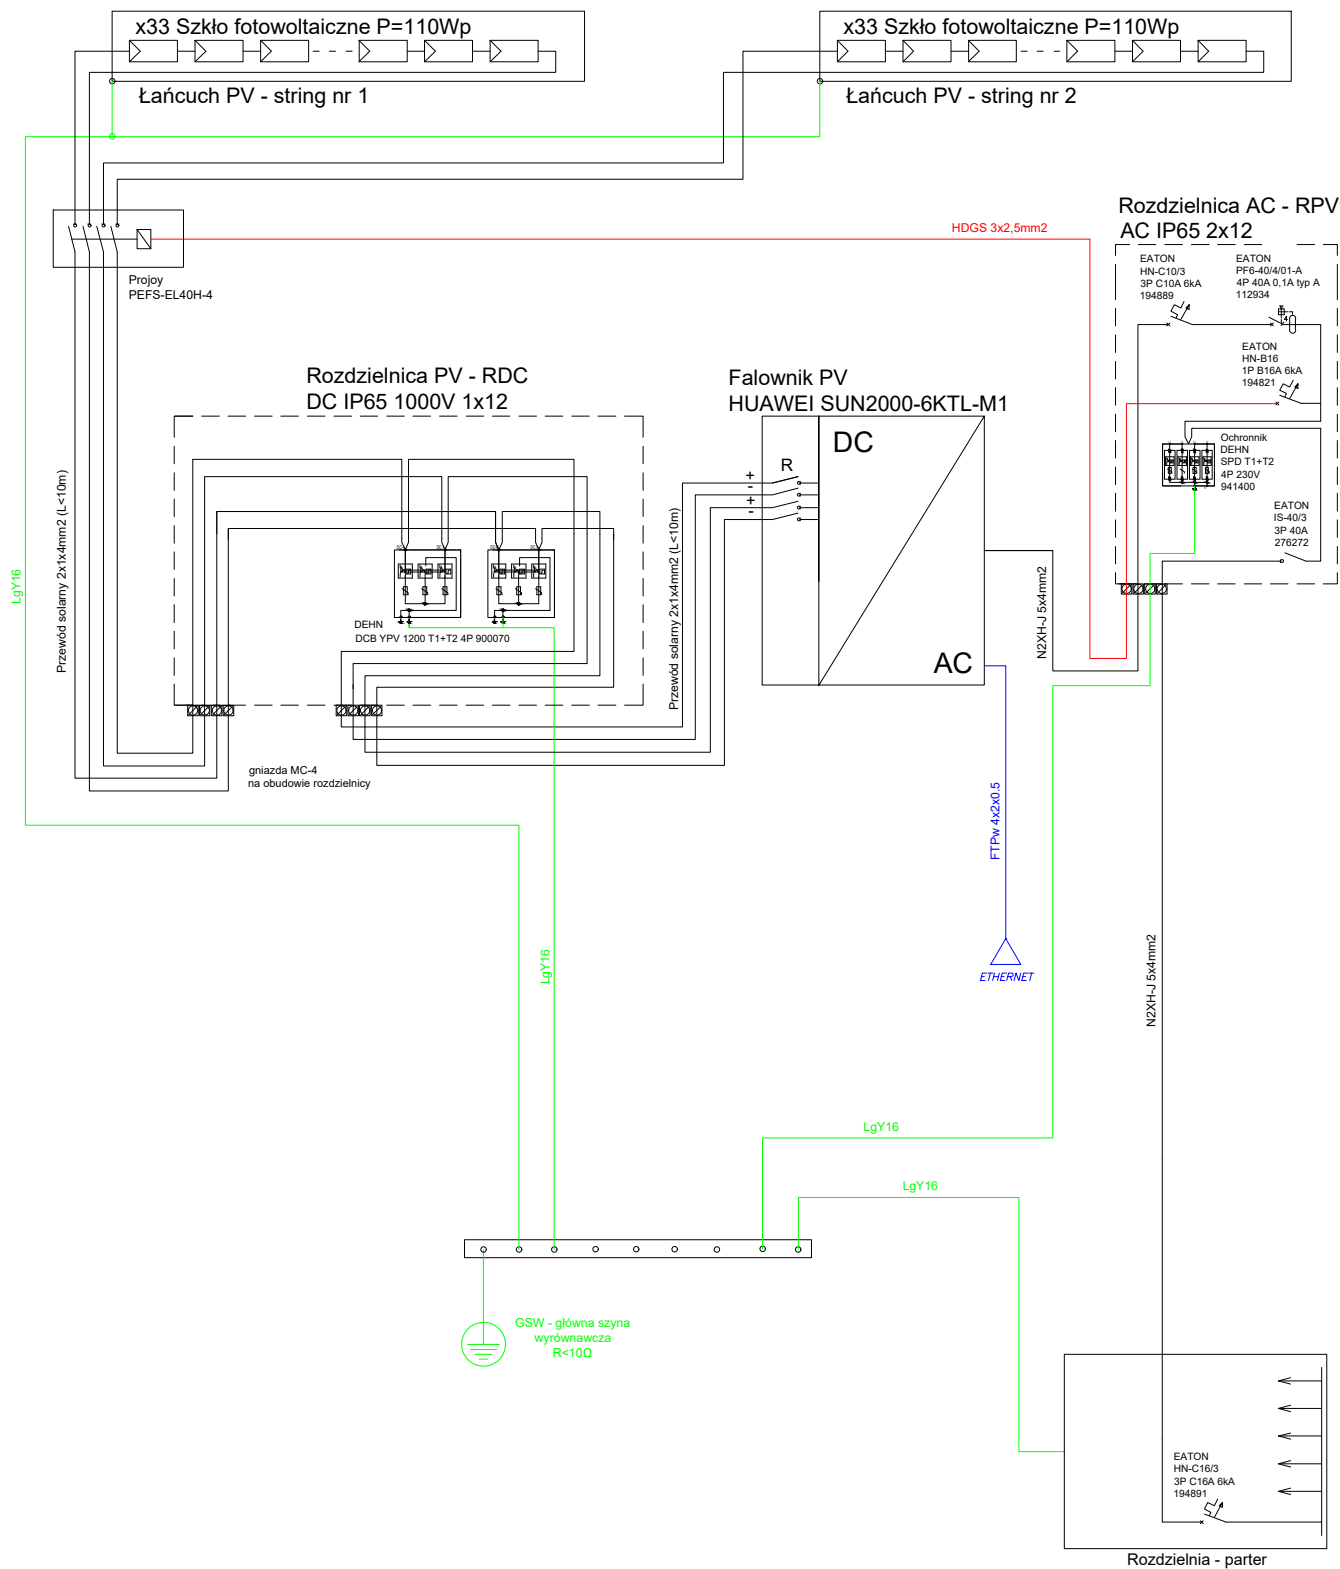 x33 Szkło fotowoltaiczne P=110Wp
Łańcuch PV - string nr 1
x33 Szkło fotowoltaiczne P=110Wp
Łańcuch PV - string nr 2
Projoy
PEFS-EL40H-4
HDGS 3x2,5mm2
Rozdzielnica AC - RPV
AC IP65 2x12
EATON
HN-C10/3
3P C10A 6kA
194889
EATON
PF6-40/4/01-A
4P 40A 0,1A typ A
112934
4
EATON
HN-B16
1P B16A 6kA
194821
Ochronnik
DEHN
SPD T1+T2
4P 230V
941400
EATON
IS-40/3
3P 40A
276272
Rozdzielnica PV - RDC
DC IP65 1000V 1x12
DEHN
DCB YPV 1200 T1+T2 4P 900070
Falownik PV
HUAWEI SUN2000-6KTL-M1
DC
R
+
-
+
-
AC
LgY16
Przewód solarny 2x1x4mm2 (L<10m)
Przewód solarny 2x1x4mm2 (L<10m)
N2XH-J 5x4mm2
gniazda MC-4
na obudowie rozdzielnicy
FTPw 4x2x0.5
ETHERNET
LgY16
N2XH-J 5x4mm2
LgY16
LgY16
GSW - główna szyna
wyrównawcza
R<10Ω
EATON
HN-C16/3
3P C16A 6kA
194891
Rozdzielnia - parter